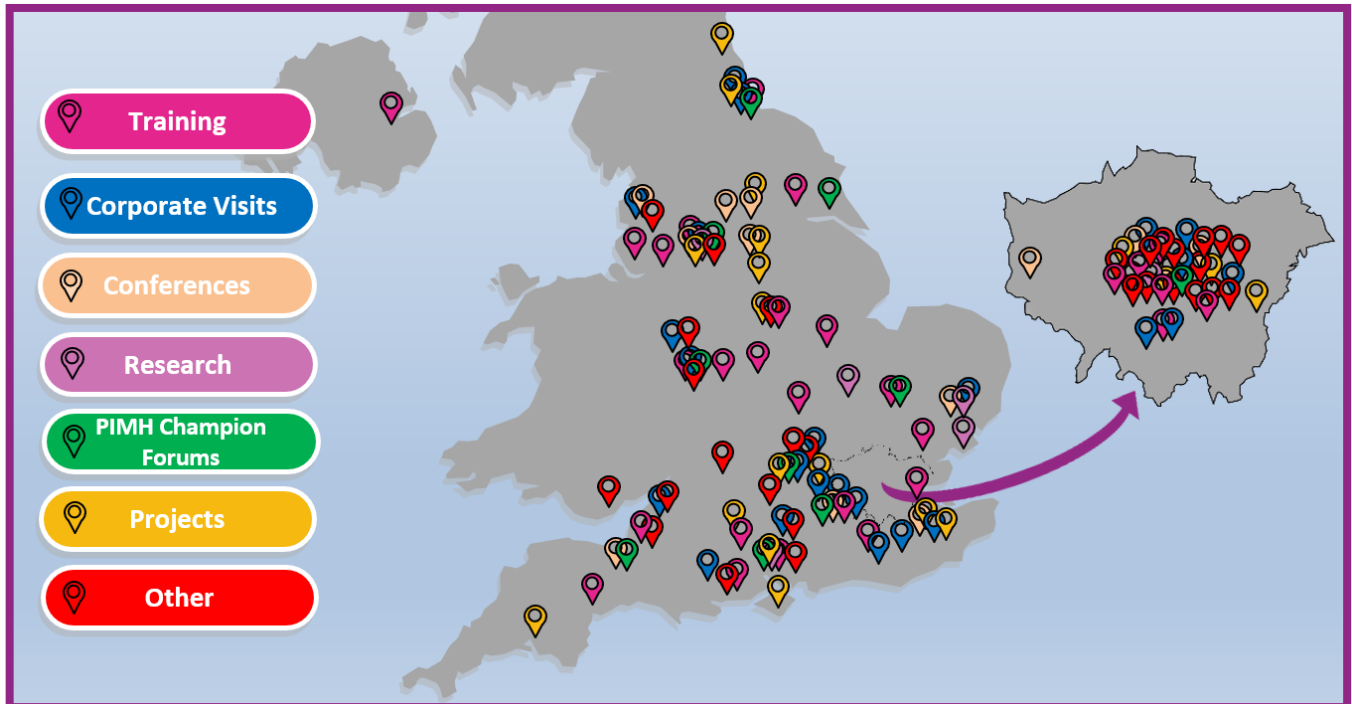 Training
Corporate Visits
Conferences
Research
PIMH Champion
Forums
Projects
Other